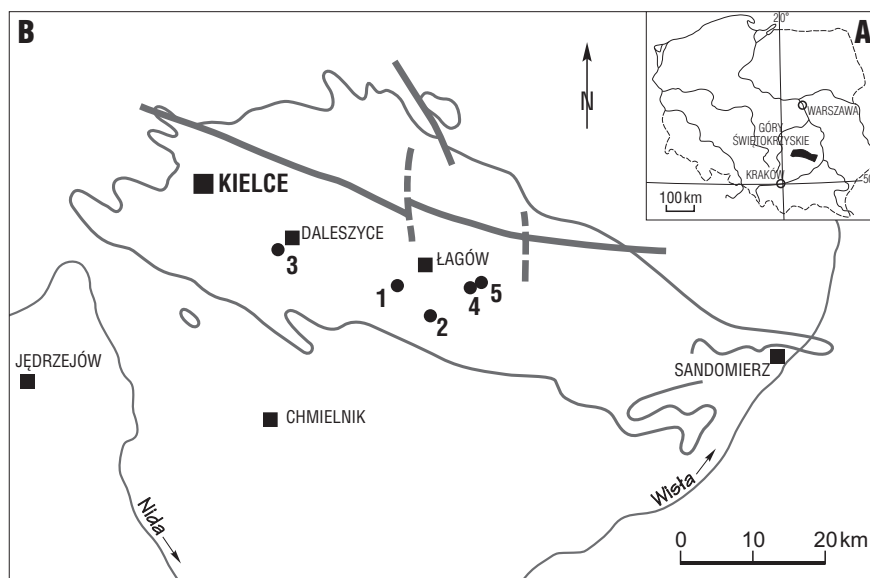 B
A
20°
N
WARSZAWA
GÓRY
ŚWIĘTOKRZYSKIE
KRAKÓW
50
100 km
KIELCE
DALESZYCE
3
ŁAGÓW
1
5
4
2
JĘDRZEJÓW
SANDOMIERZ
CHMIELNIK
Nida
Wisła
0 10 20 km